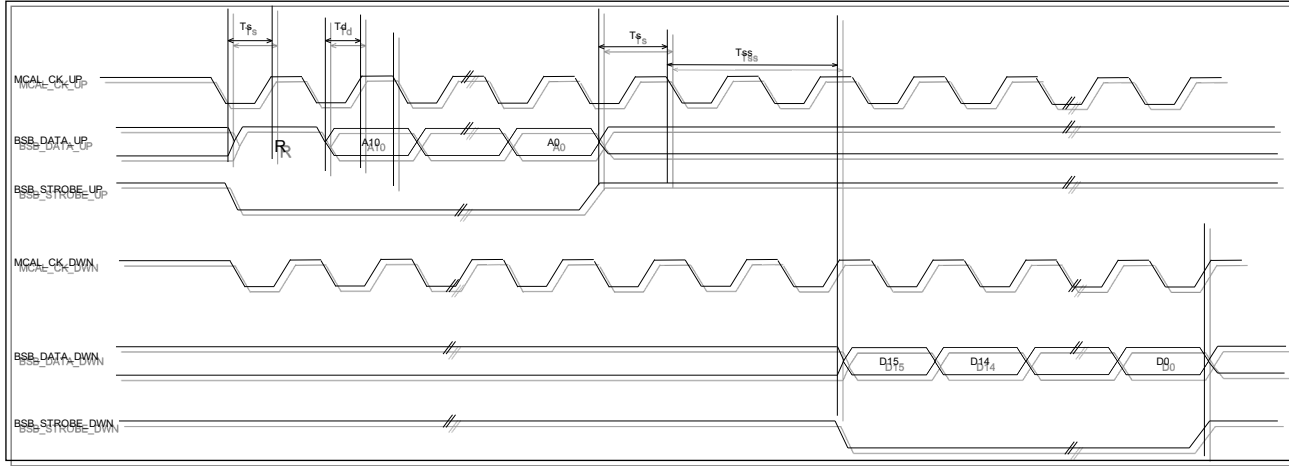 Ts Td Ts
Tss
MCAL_CK_UP
BSB_DATA_UP
R A10 A0
BSB_STROBE_UP
MCAL_CK_DWN
BSB_DATA_DWN
D15 D14 D0
BSB_STROBE_DWN